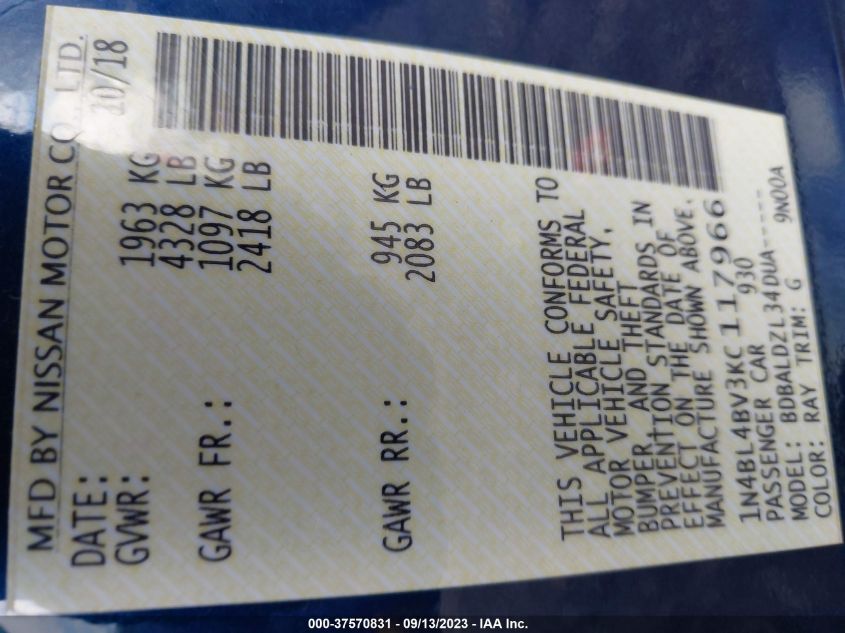 MFD BY NISSAN MOTOR CO., LTD.
DATE: 10/18
GVWR: 1963 KG
4328 LB
GAWR FR.: 1097 KG
2418 LB
GAWR RR.: 945 KG
2083 LB
THIS VEHICLE CONFORMS TO
ALL APPLICABLE FEDERAL
MOTOR VEHICLE SAFETY,
BUMPER, AND THEFT
PREVENTION STANDARDS IN
EFFECT ON THE DATE OF
MANUFACTURE SHOWN ABOVE.
1N4BL4BV3KC117966
PASSENGER CAR 930
MODEL: BDBALDZL34DUA-----
COLOR: RAY TRIM: G 9N00A
000-37570831 - 09/13/2023 - IAA Inc.